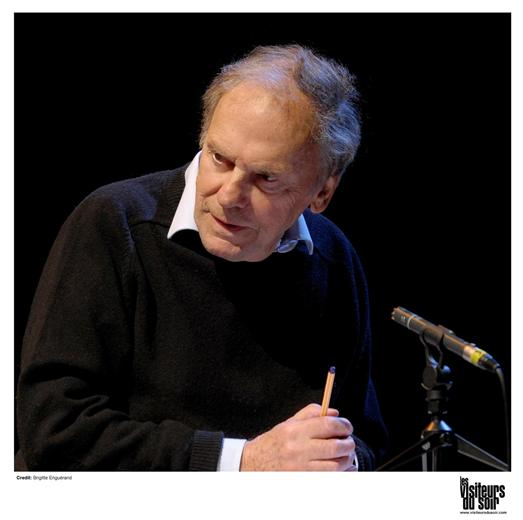 Credit: Brigitte Enguérand
les
visiteurs
du soir
www.visiteursdusoir.com